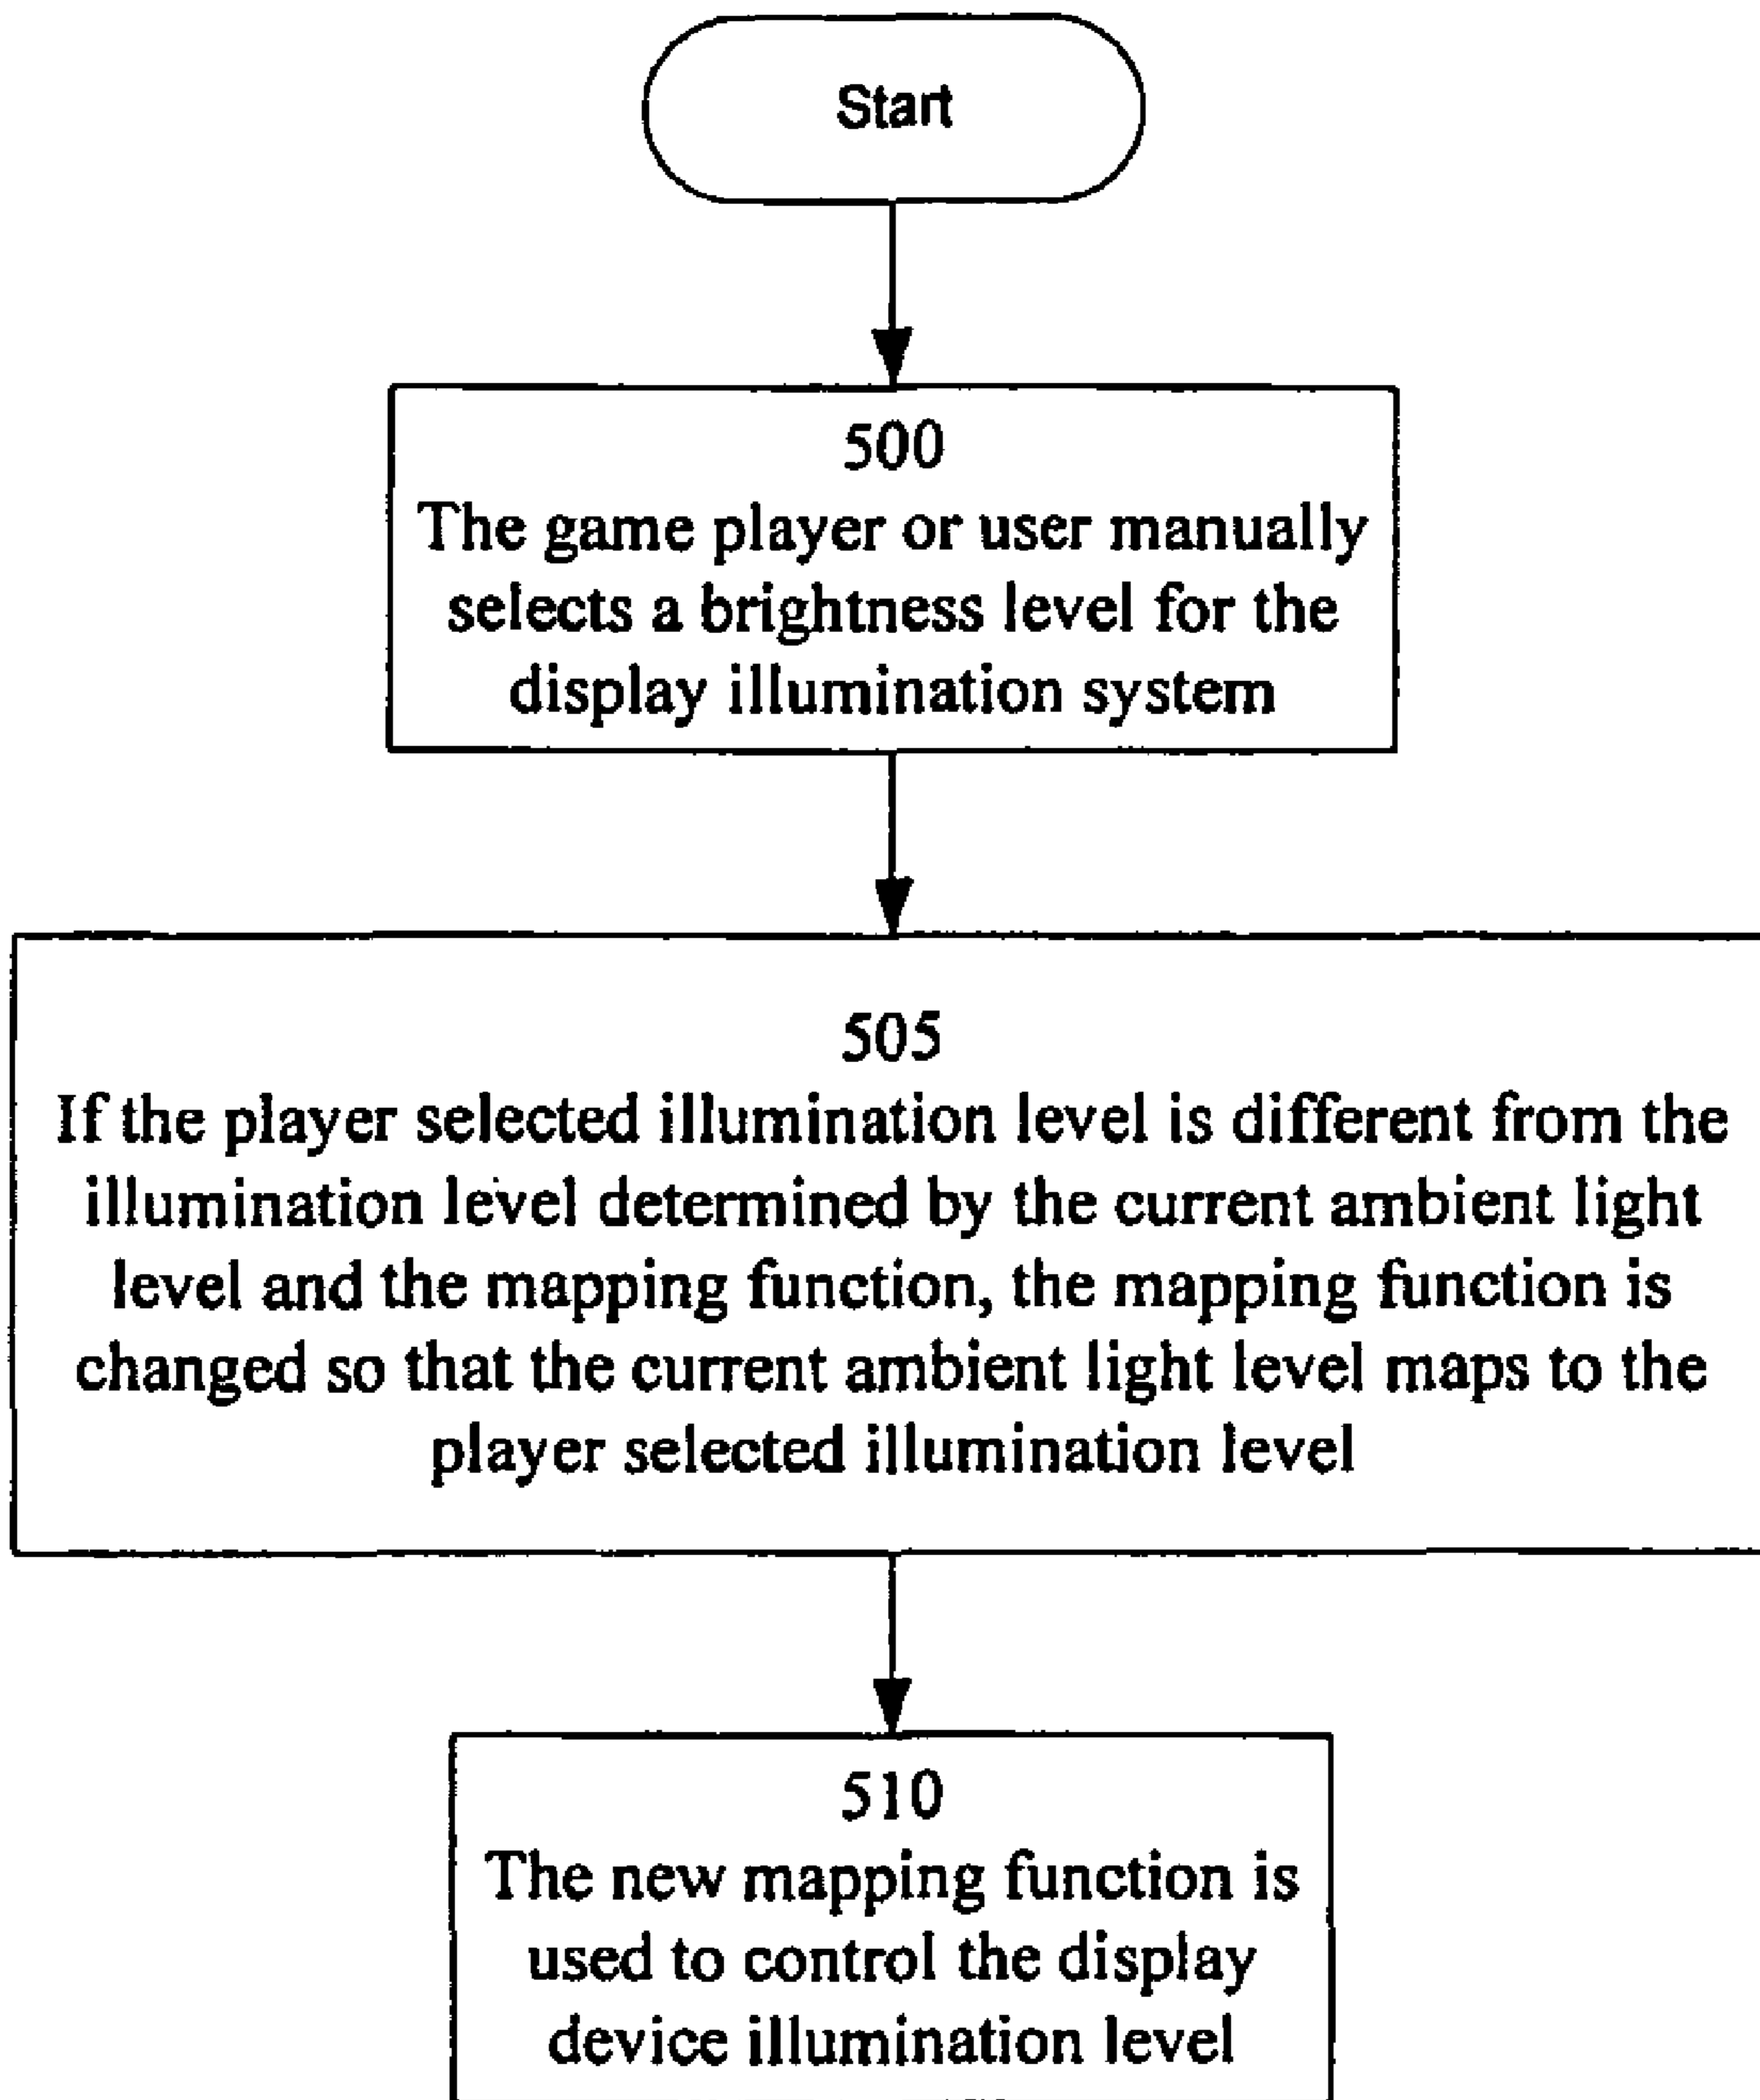 Start
500
The game player or user manually
selects a brightness level for the
display illumination system
505
If the player selected illumination level is different from the
illumination level determined by the current ambient light
level and the mapping function, the mapping function is
changed so that the current ambient light level maps to the
player selected illumination level
510
The new mapping function is
used to control the display
device illumination level